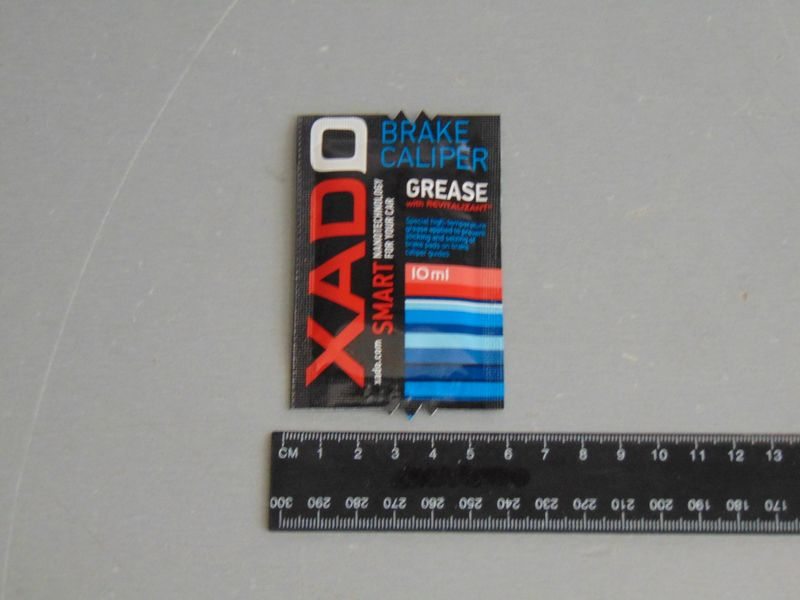 XADO
xado.com SMART NANOTECHNOLOGY
FOR YOUR CAR
BRAKE
CALIPER
GREASE
with REVITALIZANT®
Special high-temperature
grease applied to prevent
sticking and seizing of
brake pads on brake
caliper guides
10ml
CM 1 2 3 4 5 6 7 8 9 10 11 12 13
300 290 280 270 260 250 240 230 220 210 200 190 180 170